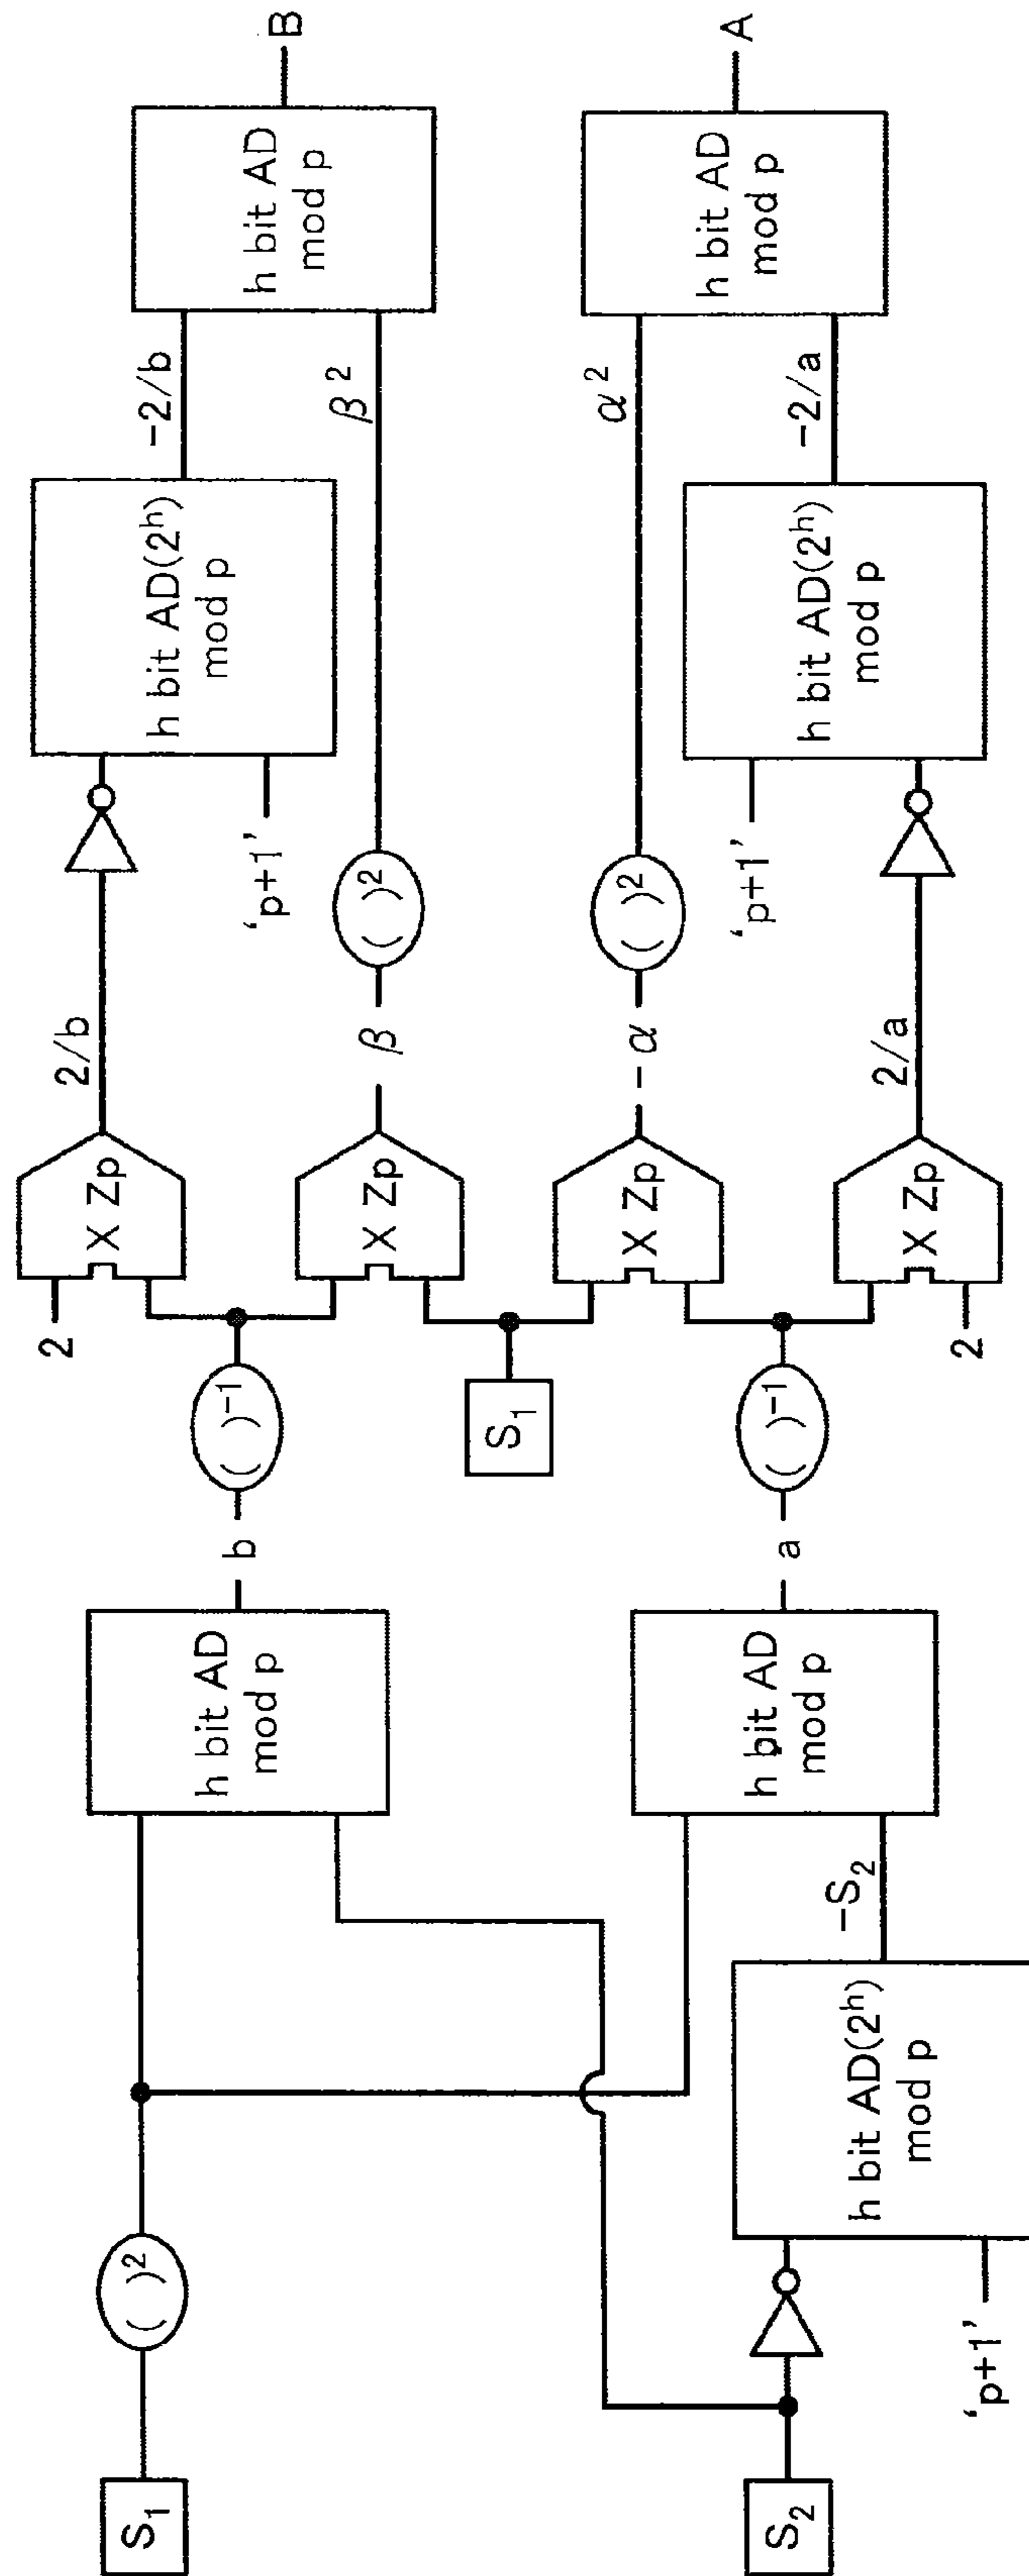 S1
( )2
h bit AD
mod p
b
( )-1
2
X Zp
2/b
'p+1'
h bit AD(2h)
mod p
-2/b
h bit AD
mod p
B
X Zp
β
( )2
β2
S1
X Zp
-α
( )2
α2
h bit AD
mod p
A
S2
'p+1'
h bit AD(2h)
mod p
-S2
h bit AD
mod p
a
( )-1
2
X Zp
2/a
'p+1'
h bit AD(2h)
mod p
-2/a